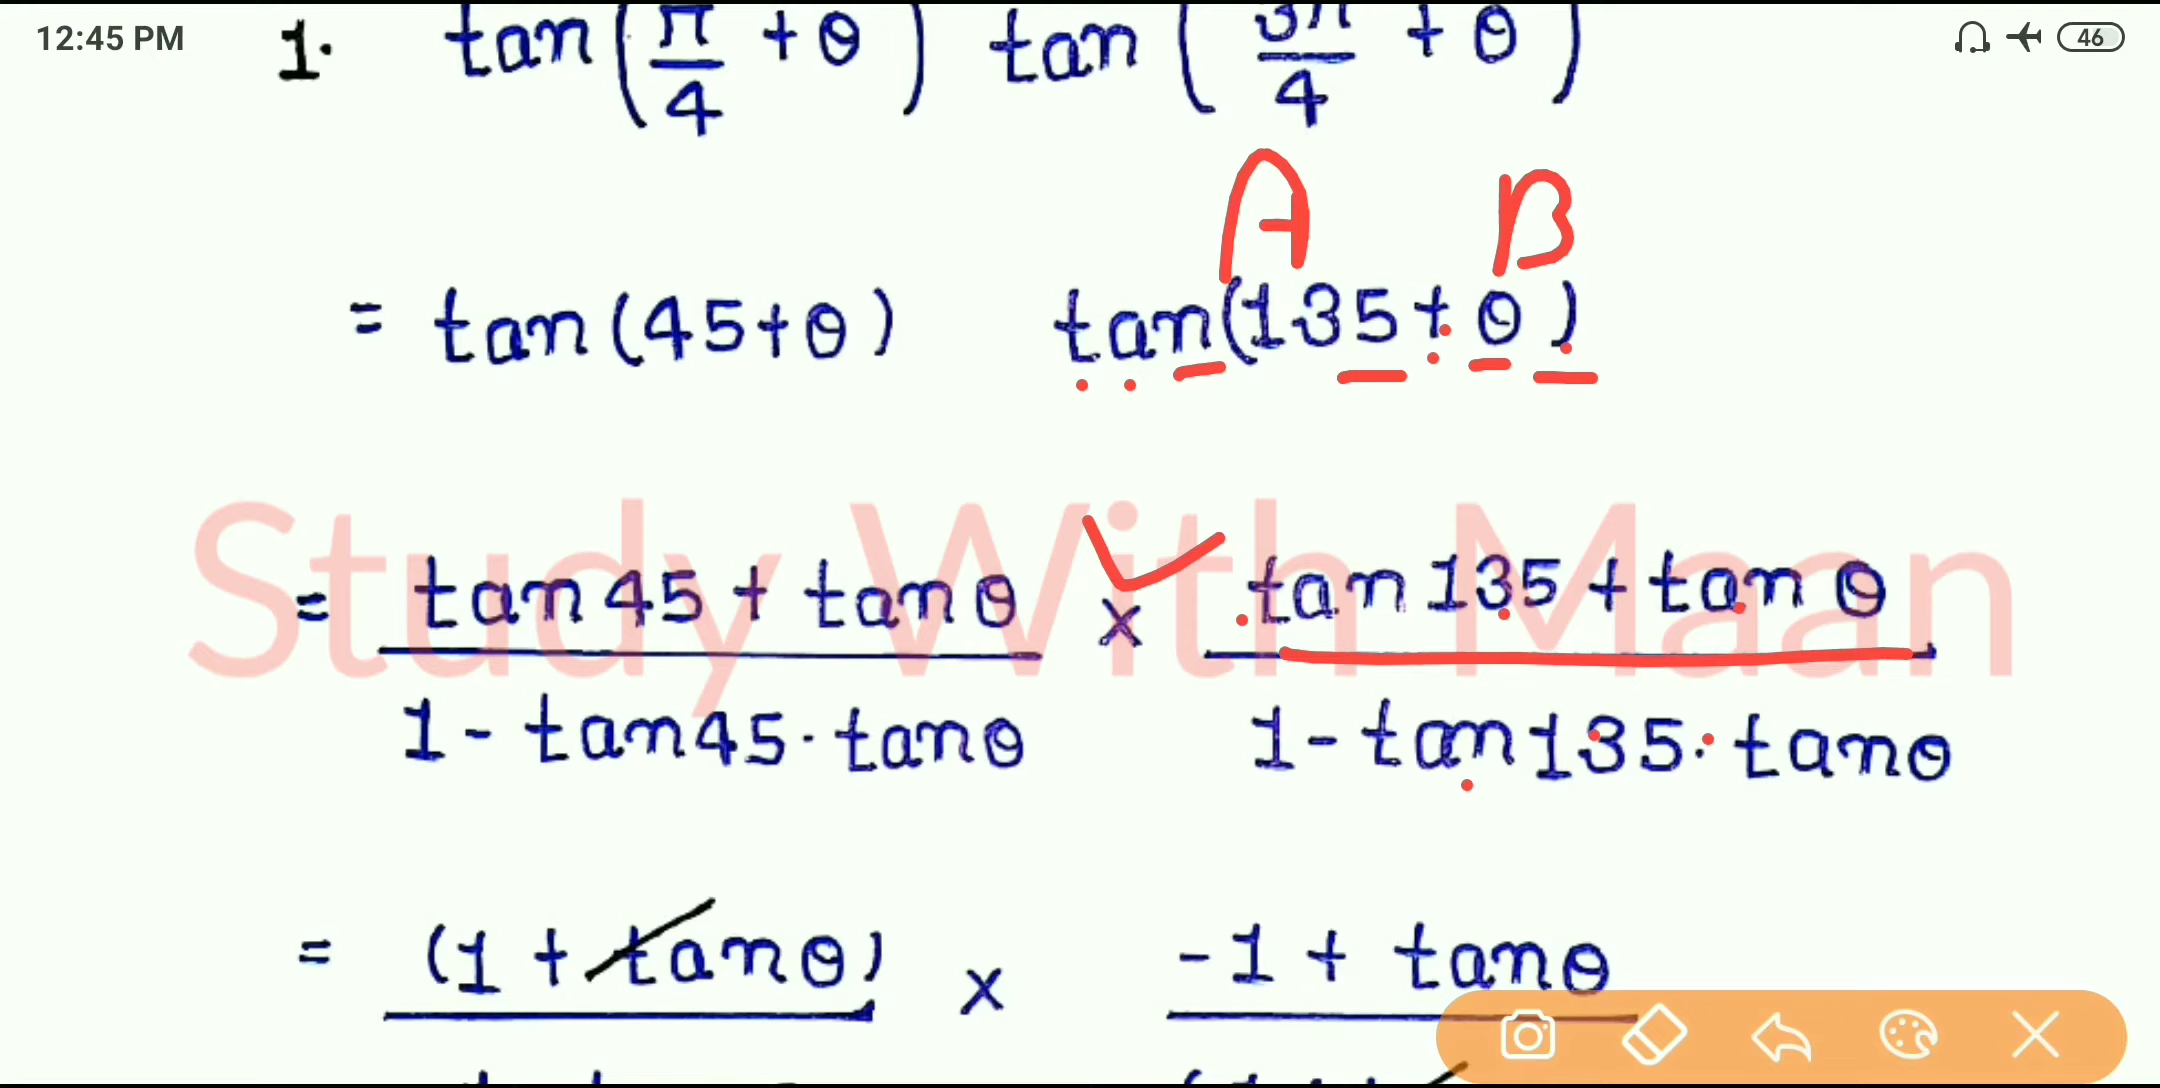 12:45 PM
46
1. tan(π/4 + θ) tan(3π/4 + θ)
A B
= tan(45+θ) tan(135+θ)
Study With Maan
= tan45 + tanθ / 1 - tan45·tanθ × tan135 + tanθ / 1 - tan135·tanθ
= (1 + tanθ) × -1 + tanθ